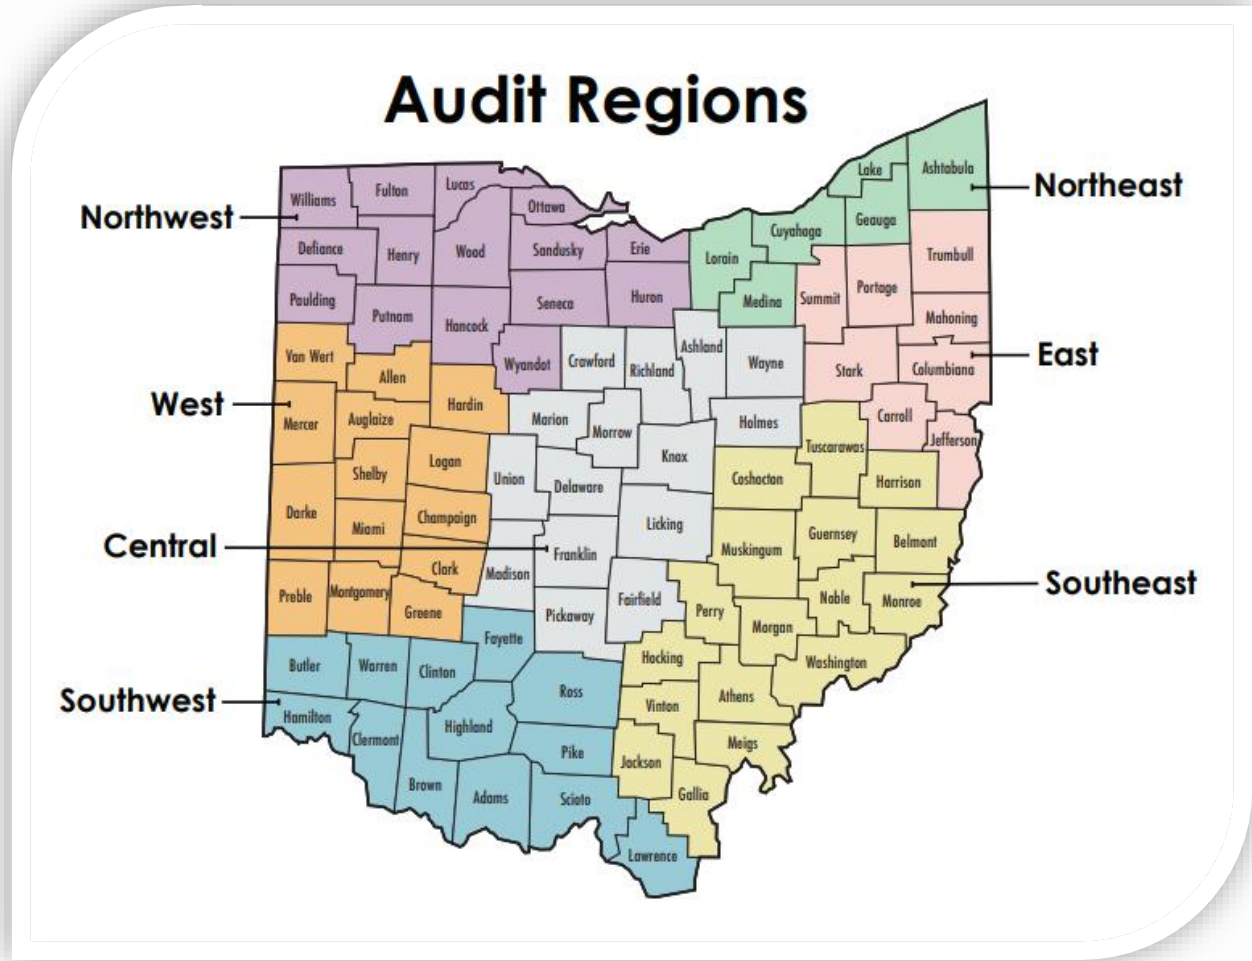 Audit Regions
Northwest
Northeast
East
West
Central
Southeast
Southwest
Williams
Fulton
Lucas
Ottawa
Defiance
Henry
Wood
Sandusky
Erie
Paulding
Putnam
Hancock
Seneca
Huron
Wyandot
Lorain
Cuyahoga
Lake
Geauga
Ashtabula
Medina
Summit
Portage
Trumbull
Mahoning
Stark
Columbiana
Carroll
Jefferson
Van Wert
Allen
Mercer
Auglaize
Hardin
Shelby
Logan
Darke
Miami
Champaign
Clark
Preble
Montgomery
Greene
Crawford
Richland
Ashland
Wayne
Holmes
Marion
Morrow
Knox
Union
Delaware
Licking
Franklin
Madison
Pickaway
Fairfield
Tuscarawas
Coshocton
Harrison
Muskingum
Guernsey
Belmont
Noble
Monroe
Perry
Morgan
Washington
Hocking
Athens
Vinton
Meigs
Jackson
Gallia
Fayette
Butler
Warren
Clinton
Ross
Hamilton
Clermont
Highland
Pike
Brown
Adams
Scioto
Lawrence